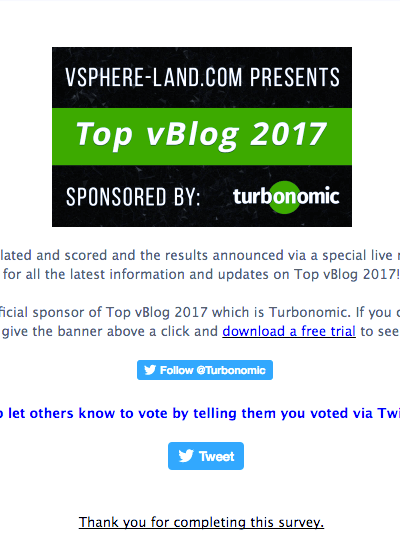 VSPHERE-LAND.COM PRESENTS
Top vBlog 2017
SPONSORED BY: turbonomic
lated and scored and the results announced via a special live
for all the latest information and updates on Top vBlog 2017!
ficial sponsor of Top vBlog 2017 which is Turbonomic. If you
give the banner above a click and download a free trial to see
Follow @Turbonomic
let others know to vote by telling them you voted via Twi
Tweet
Thank you for completing this survey.